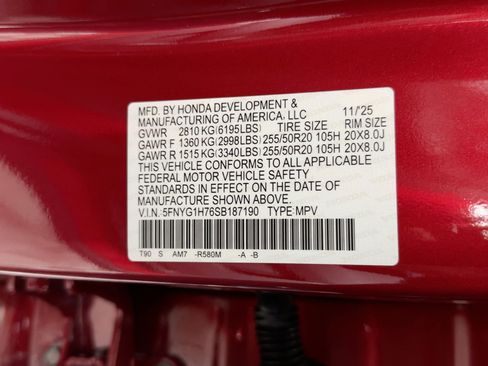 MFD. BY HONDA DEVELOPMENT &
MANUFACTURING OF AMERICA, LLC 11/'25
GVWR 2810 KG(6195LBS) TIRE SIZE RIM SIZE
GAWR F 1360 KG(2998LBS) 255/50R20 105H 20X8.0J
GAWR R 1515 KG(3340LBS) 255/50R20 105H 20X8.0J
THIS VEHICLE CONFORMS TO ALL APPLICABLE
FEDERAL MOTOR VEHICLE SAFETY
STANDARDS IN EFFECT ON THE DATE OF
MANUFACTURE SHOWN ABOVE.
V.I.N. 5FNYG1H76SB187190 TYPE:MPV
T90 S AM7 -R580M -A -B